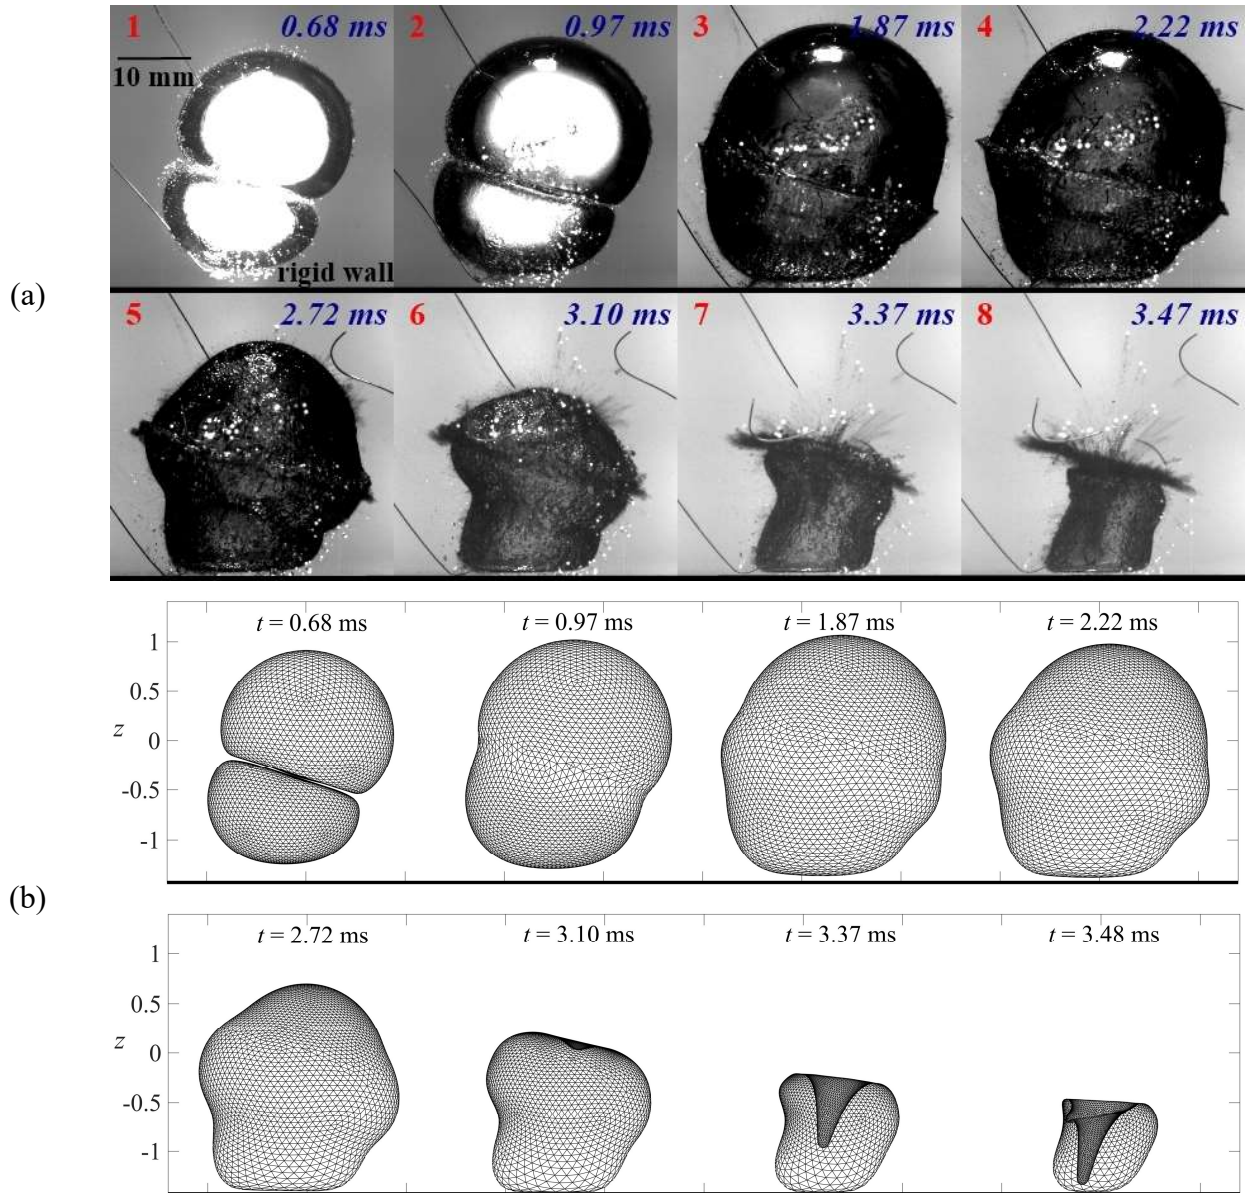 1 0.68 ms 2 0.97 ms 3 1.87 ms 4 2.22 ms
10 mm
rigid wall
(a)
5 2.72 ms 6 3.10 ms 7 3.37 ms 8 3.47 ms
t = 0.68 ms t = 0.97 ms t = 1.87 ms t = 2.22 ms
1
0.5
z 0
-0.5
-1
(b)
t = 2.72 ms t = 3.10 ms t = 3.37 ms t = 3.48 ms
1
0.5
z 0
-0.5
-1